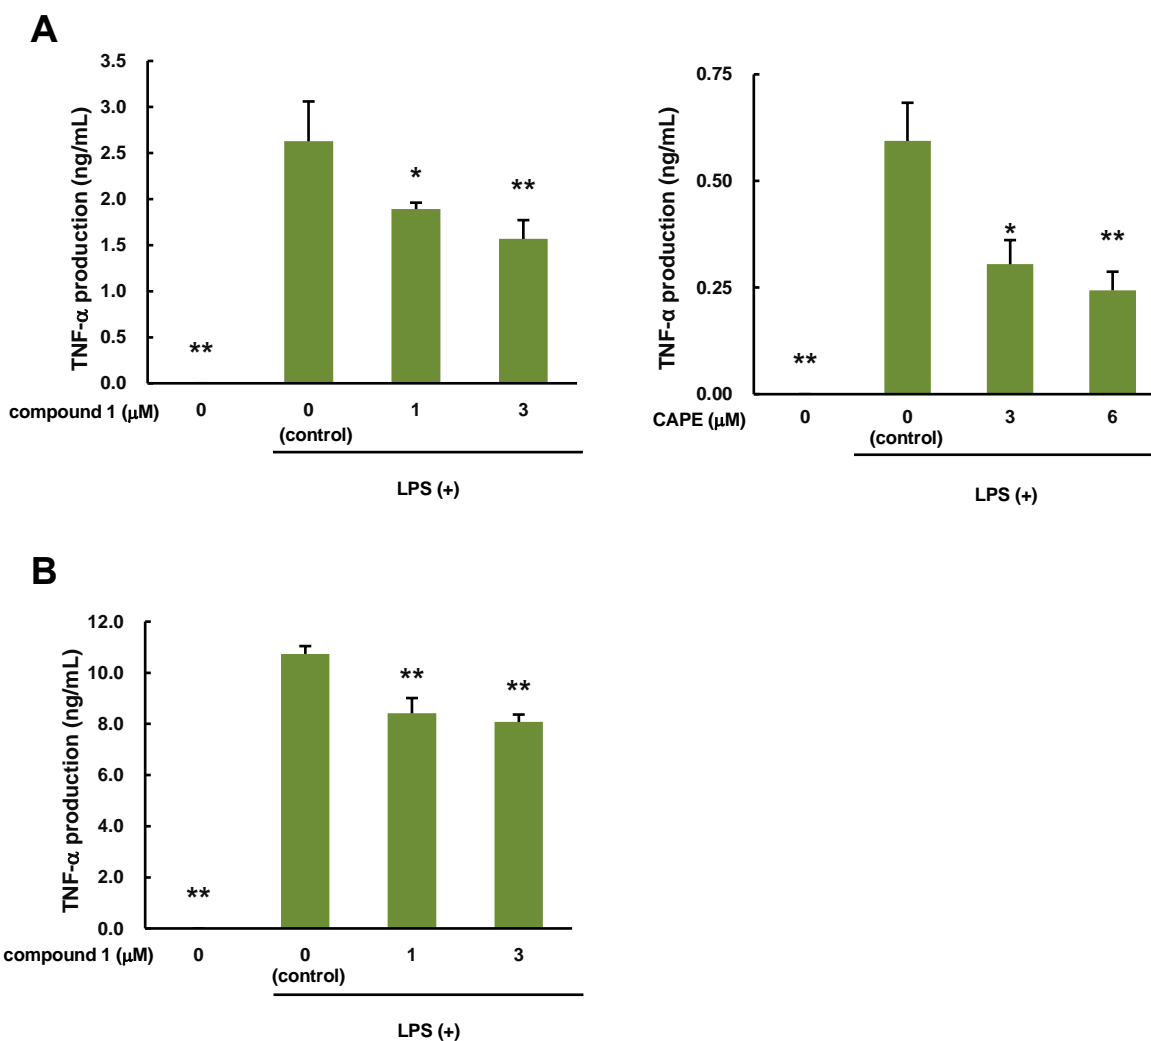 A
TNF-α production (ng/mL)
3.5
3.0
2.5
2.0
1.5
1.0
0.5
0.0
**
*
**
compound 1 (μM) 0 0 1 3
(control)
LPS (+)
TNF-α production (ng/mL)
0.75
0.50
0.25
0.00
**
*
**
CAPE (μM) 0 0 3 6
(control)
LPS (+)
B
TNF-α production (ng/mL)
12.0
10.0
8.0
6.0
4.0
2.0
0.0
**
**
**
compound 1 (μM) 0 0 1 3
(control)
LPS (+)